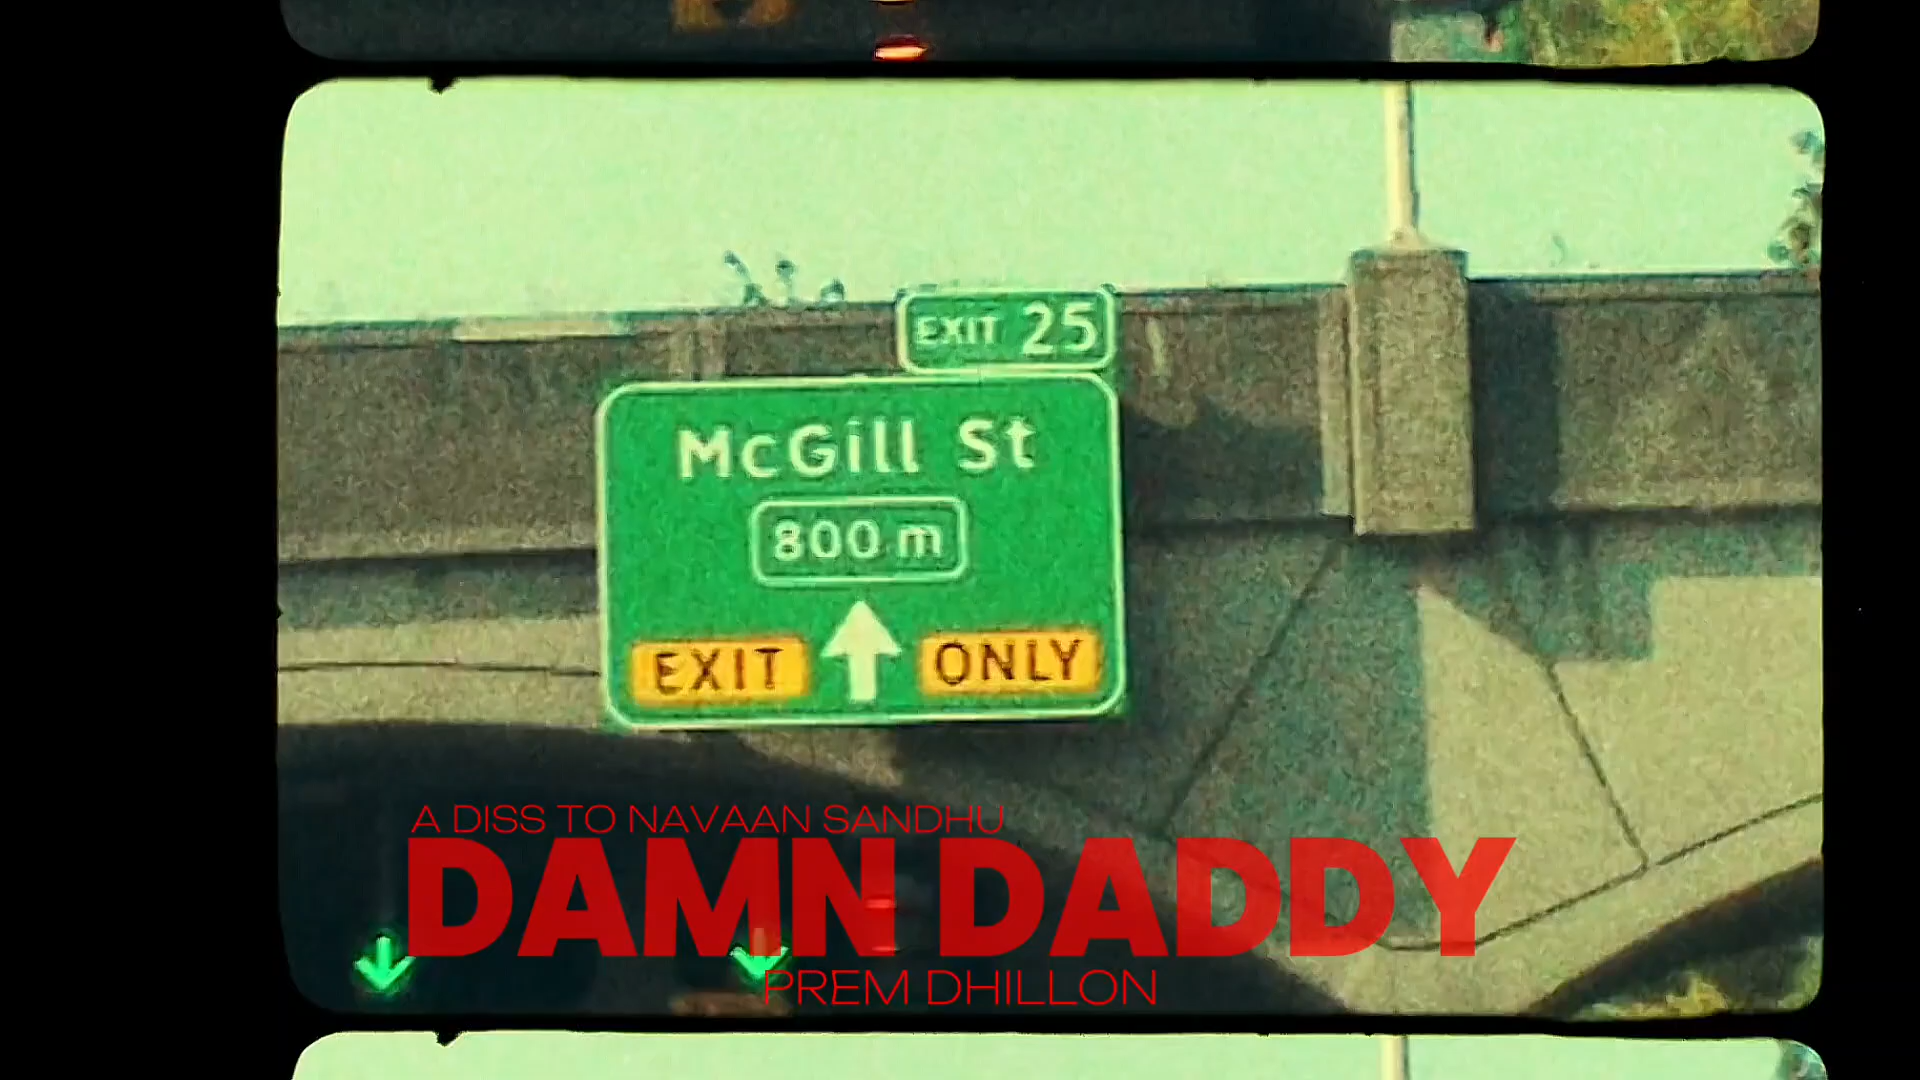 EXIT 25
McGill St
800 m
EXIT ONLY
A DISS TO NAVAAN SANDHU
DAMN DADDY
PREM DHILLON